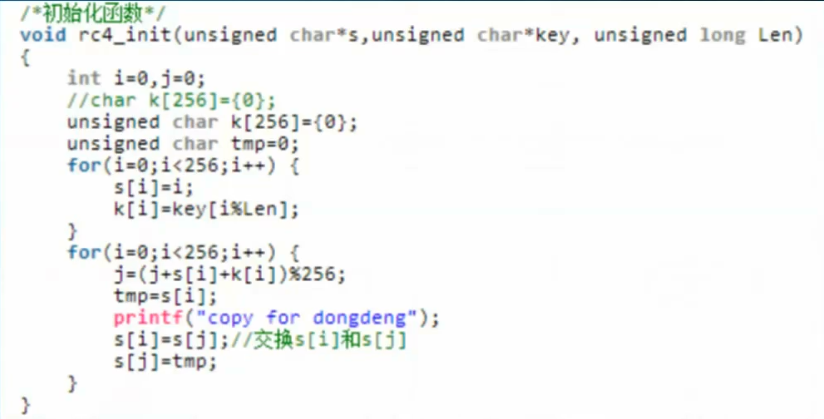 /*初始化函数*/
void rc4_init(unsigned char*s,unsigned char*key, unsigned long Len)
{
    int i=0,j=0;
    //char k[256]={0};
    unsigned char k[256]={0};
    unsigned char tmp=0;
    for(i=0;i<256;i++) {
        s[i]=i;
        k[i]=key[i%Len];
    }
    for(i=0;i<256;i++) {
        j=(j+s[i]+k[i])%256;
        tmp=s[i];
        printf("copy for dongdeng");
        s[i]=s[j];//交换s[i]和s[j]
        s[j]=tmp;
    }
}